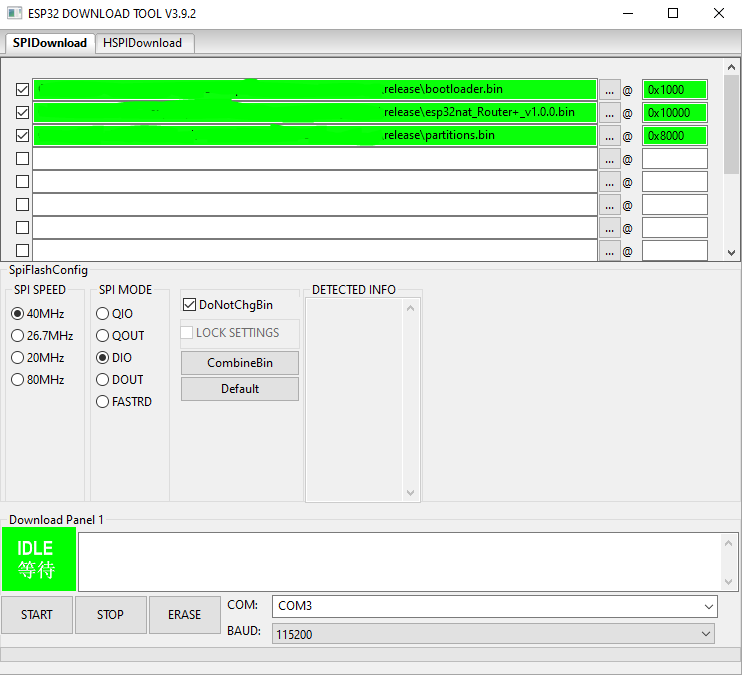 ESP32 DOWNLOAD TOOL V3.9.2
SPIDownload HSPIDownload
release\bootloader.bin ... @ 0x1000
release\esp32nat_Router+_v1.0.0.bin ... @ 0x10000
release\partitions.bin ... @ 0x8000
... @
... @
... @
... @
... @
SpiFlashConfig
SPI SPEED
40MHz
26.7MHz
20MHz
80MHz
SPI MODE
QIO
QOUT
DIO
DOUT
FASTRD
DoNotChgBin
LOCK SETTINGS
CombineBin
Default
DETECTED INFO
Download Panel 1
IDLE
等待
START STOP ERASE
COM: COM3
BAUD: 115200